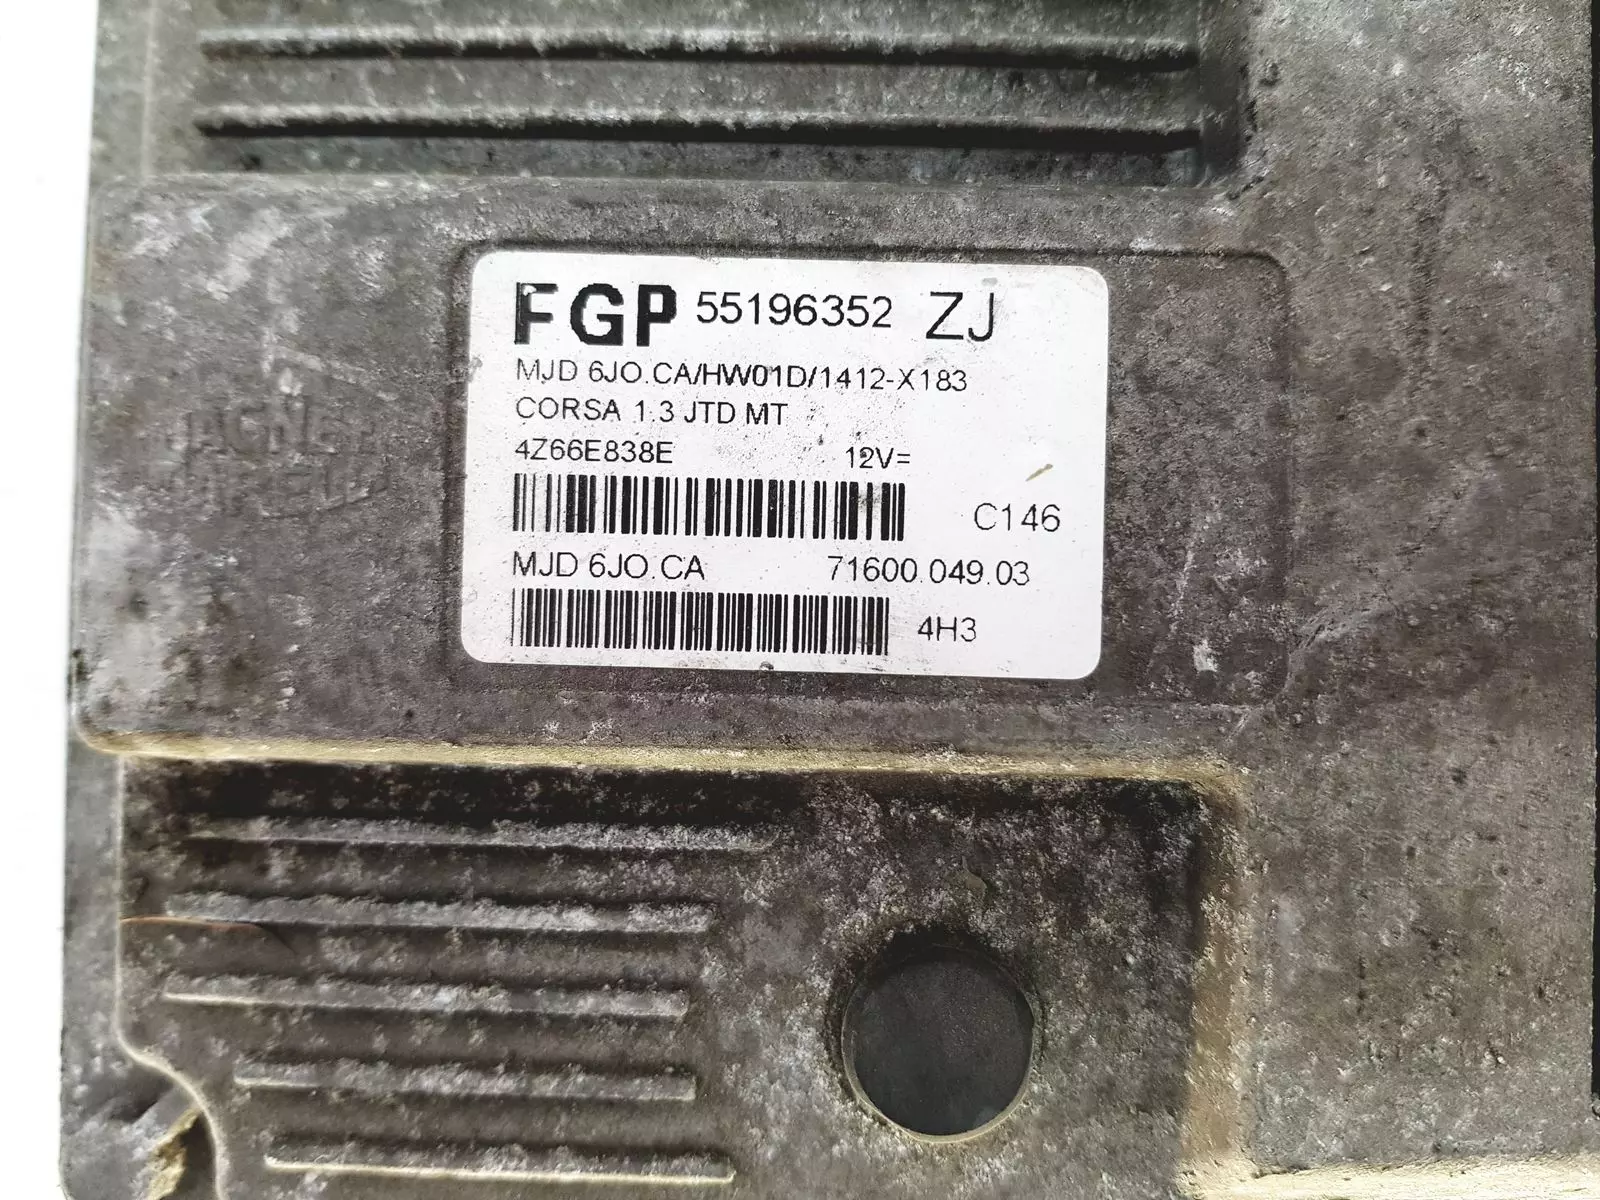 FGP 55196352 ZJ
MJD 6JO.CA/HW01D/1412-X183
CORSA 1.3 JTD MT
4Z66E838E 12V=
C146
MJD 6JO.CA 71600.049.03
4H3